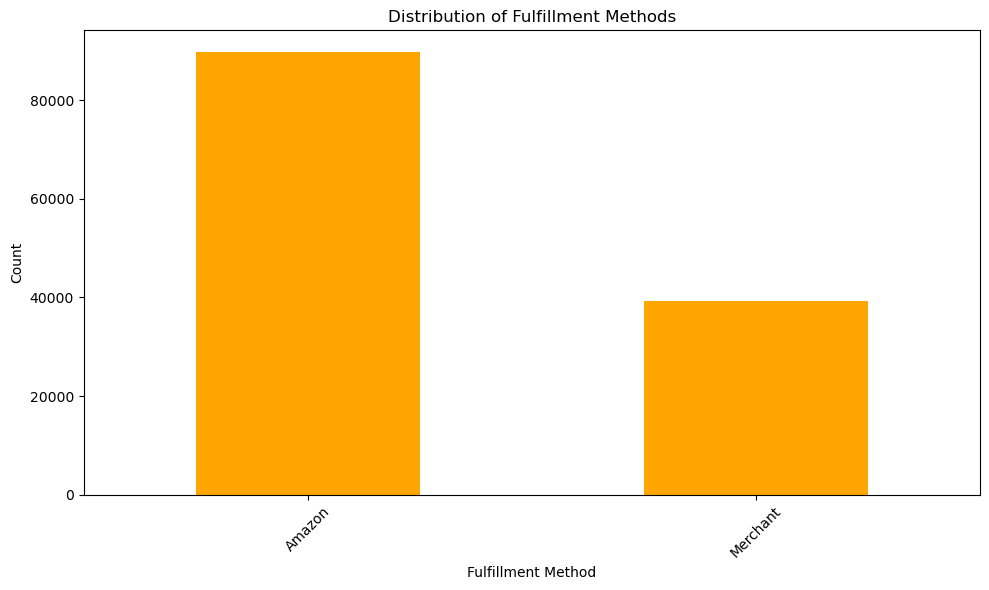 Distribution of Fulfillment Methods
Count
80000
60000
40000
20000
0
Amazon
Merchant
Fulfillment Method